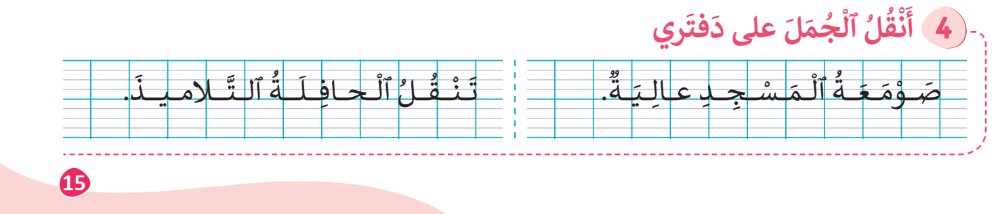 4 أَنْقُلُ ٱلْجُمَلَ على دَفتَري
صَوْمَعَةُ ٱلْمَسْجِدِ عالِيَةٌ.
تَنْقُلُ ٱلْحافِلَةُ ٱلتَّلاميذَ.
15